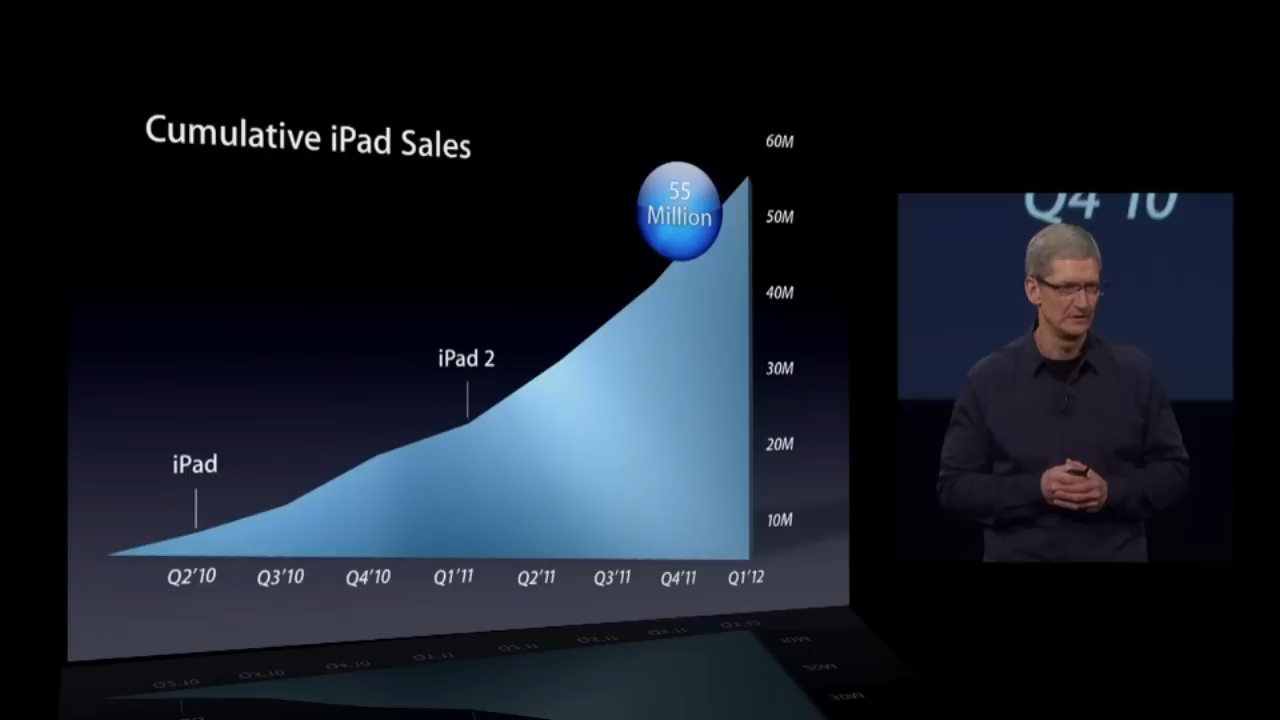 Cumulative iPad Sales
60M
55
Million
50M
40M
iPad 2
30M
iPad
20M
10M
Q2'10
Q3'10
Q4'10
Q1'11
Q2'11
Q3'11
Q4'11
Q1'12
Q4'10